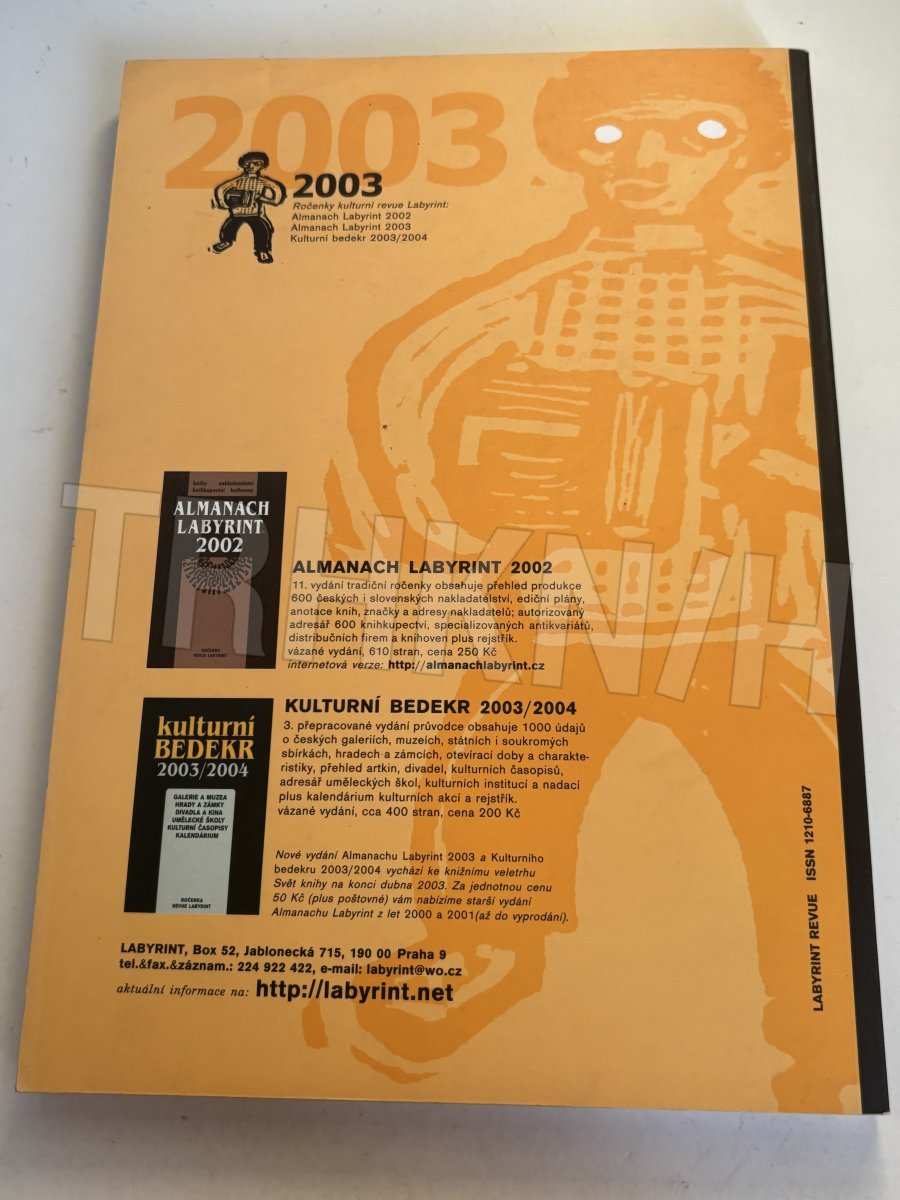 2003
2003
Ročenky kulturní revue Labyrint:
Almanach Labyrint 2002
Almanach Labyrint 2003
Kulturní bedekr 2003/2004
knihy nakladatelství
knihkupectví knihovny
ALMANACH
LABYRINT
2002
ROČENKA
REVUE LABYRINT
ALMANACH LABYRINT 2002
11. vydání tradiční ročenky obsahuje přehled produkce
600 českých i slovenských nakladatelství, ediční plány,
anotace knih, značky a adresy nakladatelů; autorizovaný
adresář 600 knihkupectví, specializovaných antikvariátů,
distribučních firem a knihoven plus rejstřík.
vázané vydání, 610 stran, cena 250 Kč
internetová verze: http://almanachlabyrint.cz
TRHKNIH
kulturní
BEDEKR
2003/2004
GALERIE A MUZEA
HRADY A ZÁMKY
DIVADLA A KINA
UMĚLECKÉ ŠKOLY
KULTURNÍ ČASOPISY
KALENDÁRIUM
ROČENKA
REVUE LABYRINT
KULTURNÍ BEDEKR 2003/2004
3. přepracované vydání průvodce obsahuje 1000 údajů
o českých galeriích, muzeích, státních i soukromých
sbírkách, hradech a zámcích, otevírací doby a charakte-
ristiky, přehled artkin, divadel, kulturních časopisů,
adresář uměleckých škol, kulturních institucí a nadací
plus kalendárium kulturních akcí a rejstřík.
vázané vydání, cca 400 stran, cena 200 Kč
Nové vydání Almanachu Labyrint 2003 a Kulturního
bedekru 2003/2004 vychází ke knižnímu veletrhu
Svět knihy na konci dubna 2003. Za jednotnou cenu
50 Kč (plus poštovné) vám nabízíme starší vydání
Almanachu Labyrint z let 2000 a 2001(až do vyprodání).
LABYRINT, Box 52, Jablonecká 715, 190 00 Praha 9
tel.&fax.&záznam.: 224 922 422, e-mail: labyrint@wo.cz
aktuální informace na: http://labyrint.net
LABYRINT REVUE ISSN 1210-6887